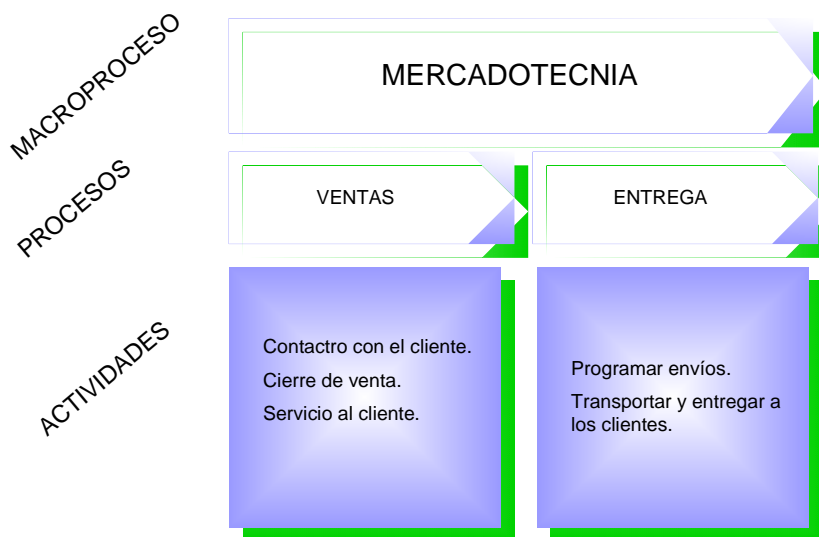 MACROPROCESO
MERCADOTECNIA
PROCESOS
VENTAS
ENTREGA
ACTIVIDADES
Contactro con el cliente.
Cierre de venta.
Servicio al cliente.
Programar envíos.
Transportar y entregar a
los clientes.